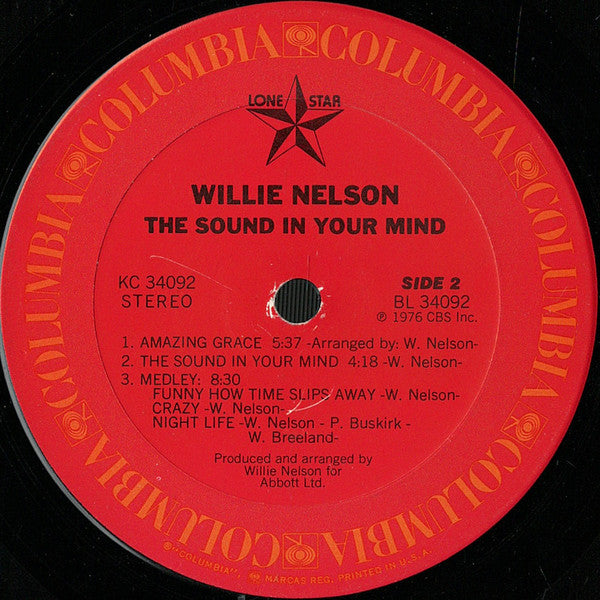 COLUMBIA COLUMBIA COLUMBIA COLUMBIA COLUMBIA COLUMBIA
LONE STAR
WILLIE NELSON
THE SOUND IN YOUR MIND
KC 34092
STEREO
SIDE 2
BL 34092
℗ 1976 CBS Inc.
1. AMAZING GRACE 5:37 -Arranged by: W. Nelson-
2. THE SOUND IN YOUR MIND 4:18 -W. Nelson-
3. MEDLEY: 8:30
FUNNY HOW TIME SLIPS AWAY -W. Nelson-
CRAZY -W. Nelson-
NIGHT LIFE -W. Nelson - P. Buskirk -
W. Breeland-
Produced and arranged by
Willie Nelson for
Abbott Ltd.
® "COLUMBIA", MARCAS REG. PRINTED IN U.S.A.